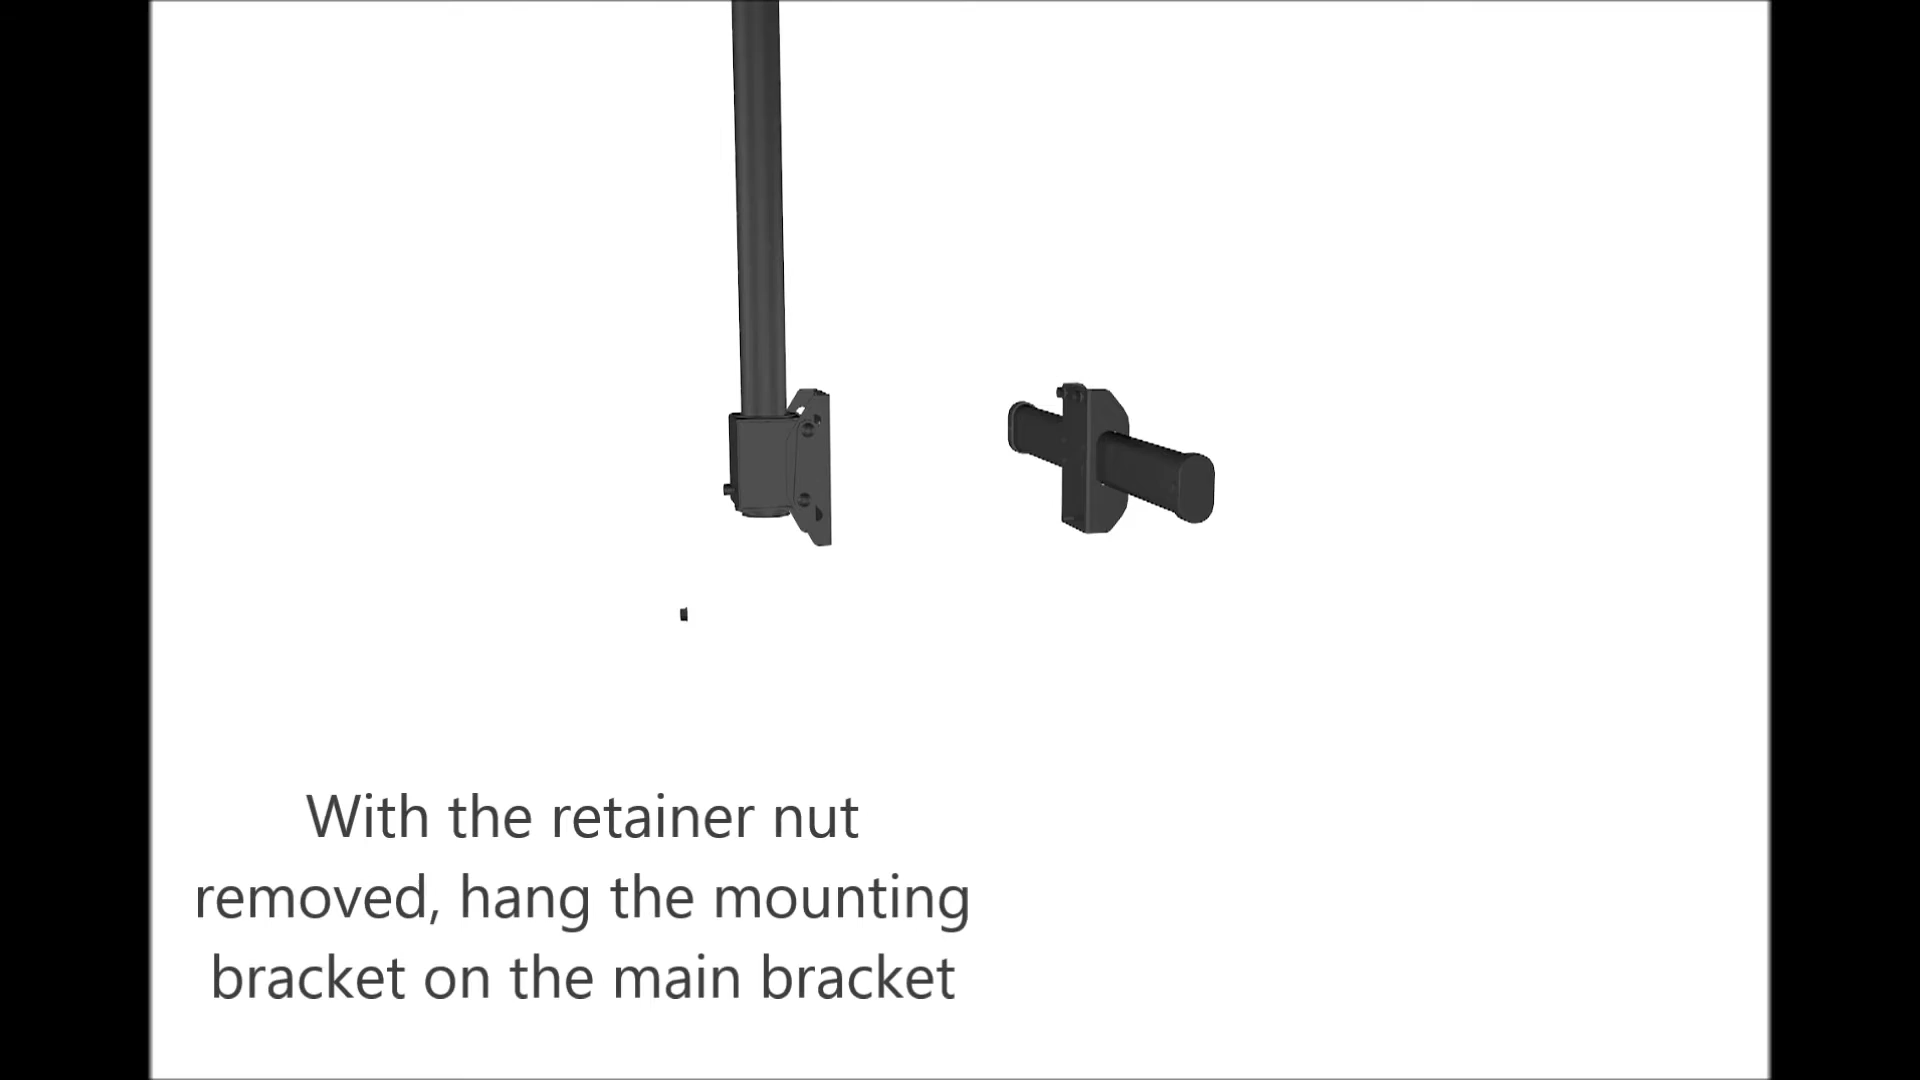 With the retainer nut
removed, hang the mounting
bracket on the main bracket